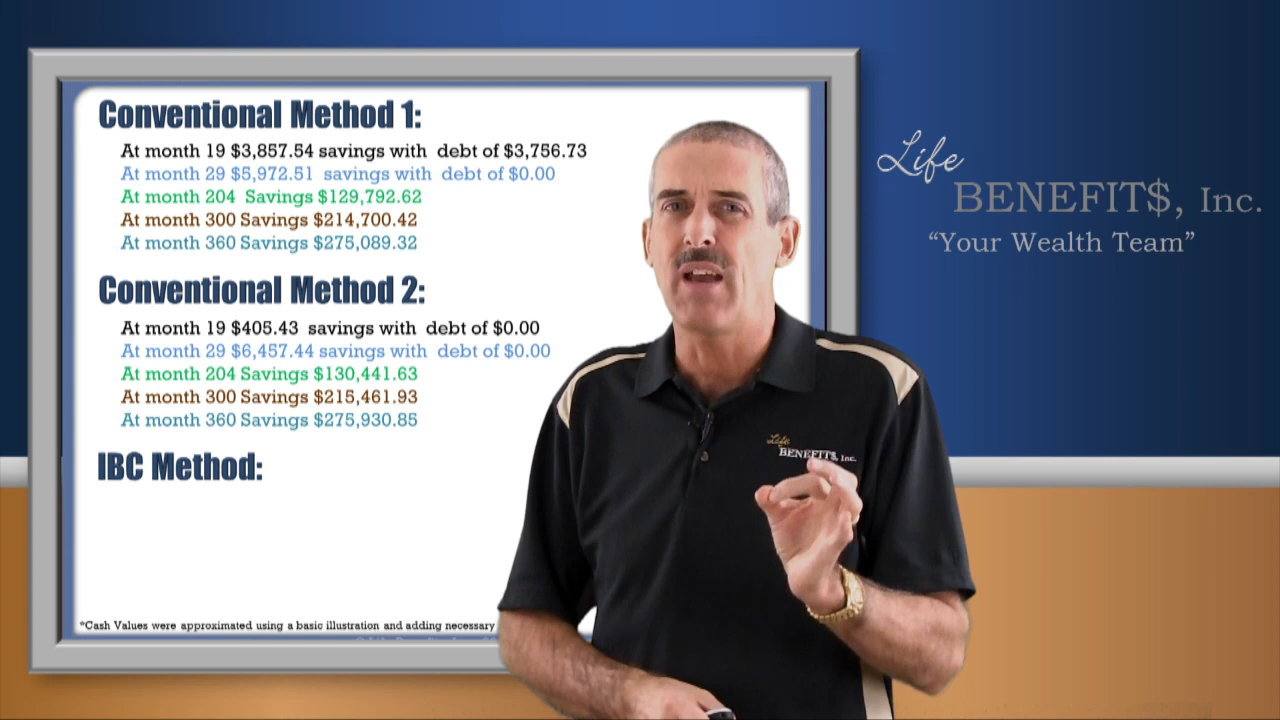 Conventional Method 1:
At month 19 $3,857.54 savings with debt of $3,756.73
At month 29 $5,972.51 savings with debt of $0.00
At month 204 Savings $129,792.62
At month 300 Savings $214,700.42
At month 360 Savings $275,089.32
Conventional Method 2:
At month 19 $405.43 savings with debt of $0.00
At month 29 $6,457.44 savings with debt of $0.00
At month 204 Savings $130,441.63
At month 300 Savings $215,461.93
At month 360 Savings $275,930.85
IBC Method:
*Cash Values were approximated using a basic illustration and adding necessary
Life
BENEFIT$, Inc.
“Your Wealth Team”
Life
BENEFIT$, Inc.